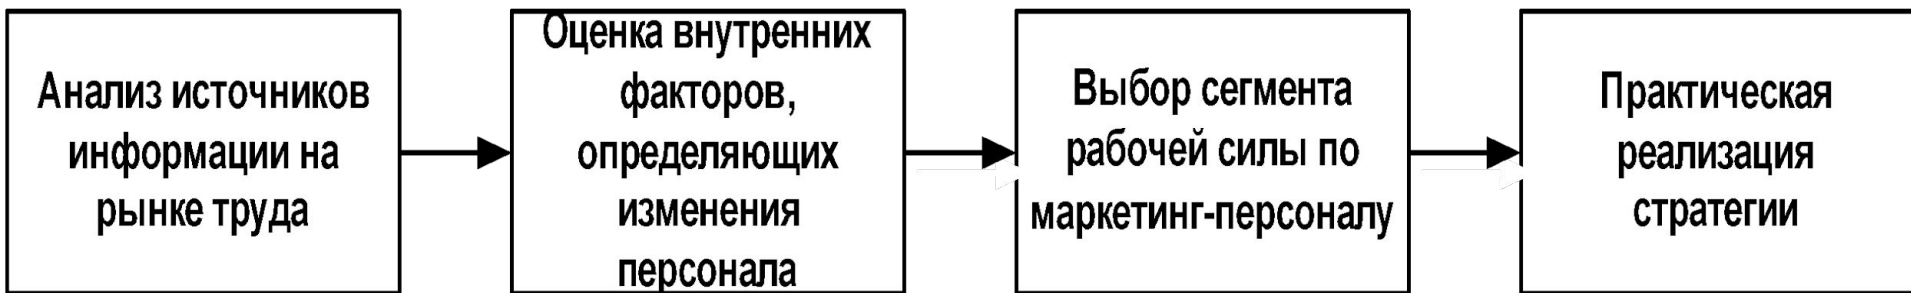 Анализ источников
информации на
рынке труда
Оценка внутренних
факторов,
определяющих
изменения
персонала
Выбор сегмента
рабочей силы по
маркетинг-персоналу
Практическая
реализация
стратегии